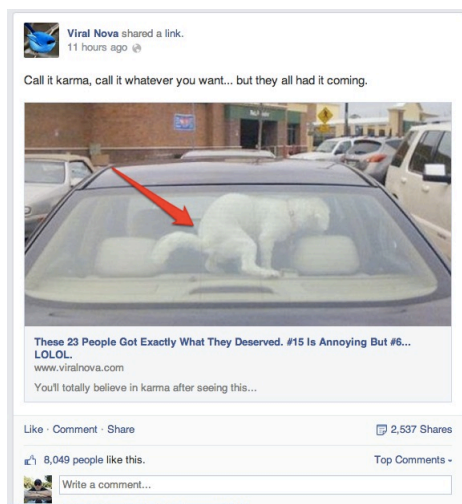 Viral Nova shared a link.
11 hours ago
Call it karma, call it whatever you want... but they all had it coming.
These 23 People Got Exactly What They Deserved. #15 Is Annoying But #6...
LOLOL.
www.viralnova.com
You'll totally believe in karma after seeing this...
Like · Comment · Share 2,537 Shares
8,049 people like this. Top Comments
Write a comment...